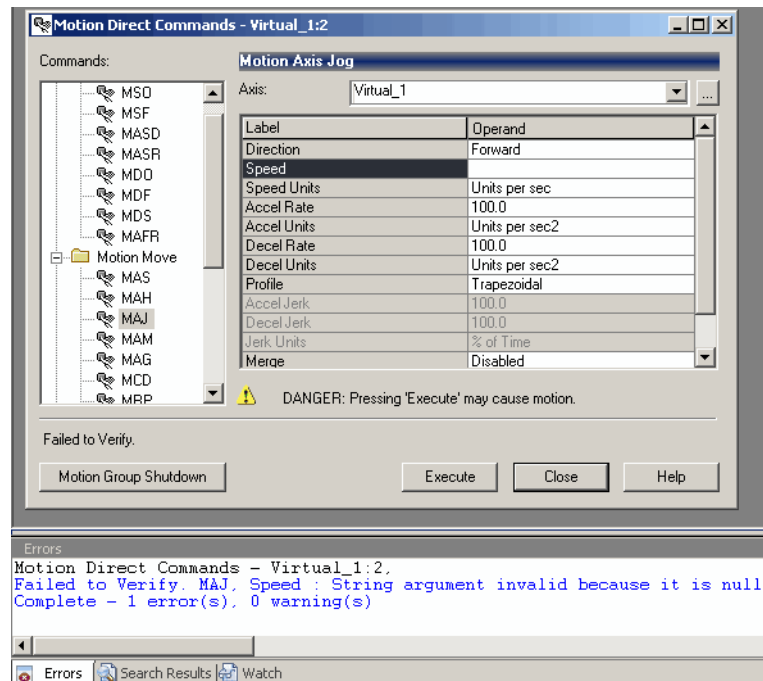 Motion Direct Commands - Virtual_1:2
Commands:
MSO
MSF
MASD
MASR
MDO
MDF
MDS
MAFR
Motion Move
MAS
MAH
MAJ
MAM
MAG
MCD
MRP
Motion Axis Jog
Axis: Virtual_1 ...
Label Operand
Direction Forward
Speed
Speed Units Units per sec
Accel Rate 100.0
Accel Units Units per sec2
Decel Rate 100.0
Decel Units Units per sec2
Profile Trapezoidal
Accel Jerk 100.0
Decel Jerk 100.0
Jerk Units % of Time
Merge Disabled
DANGER: Pressing 'Execute' may cause motion.
Failed to Verify.
Motion Group Shutdown Execute Close Help
Errors
Motion Direct Commands - Virtual_1:2,
Failed to Verify. MAJ, Speed : String argument invalid because it is null
Complete - 1 error(s), 0 warning(s)
Errors Search Results Watch